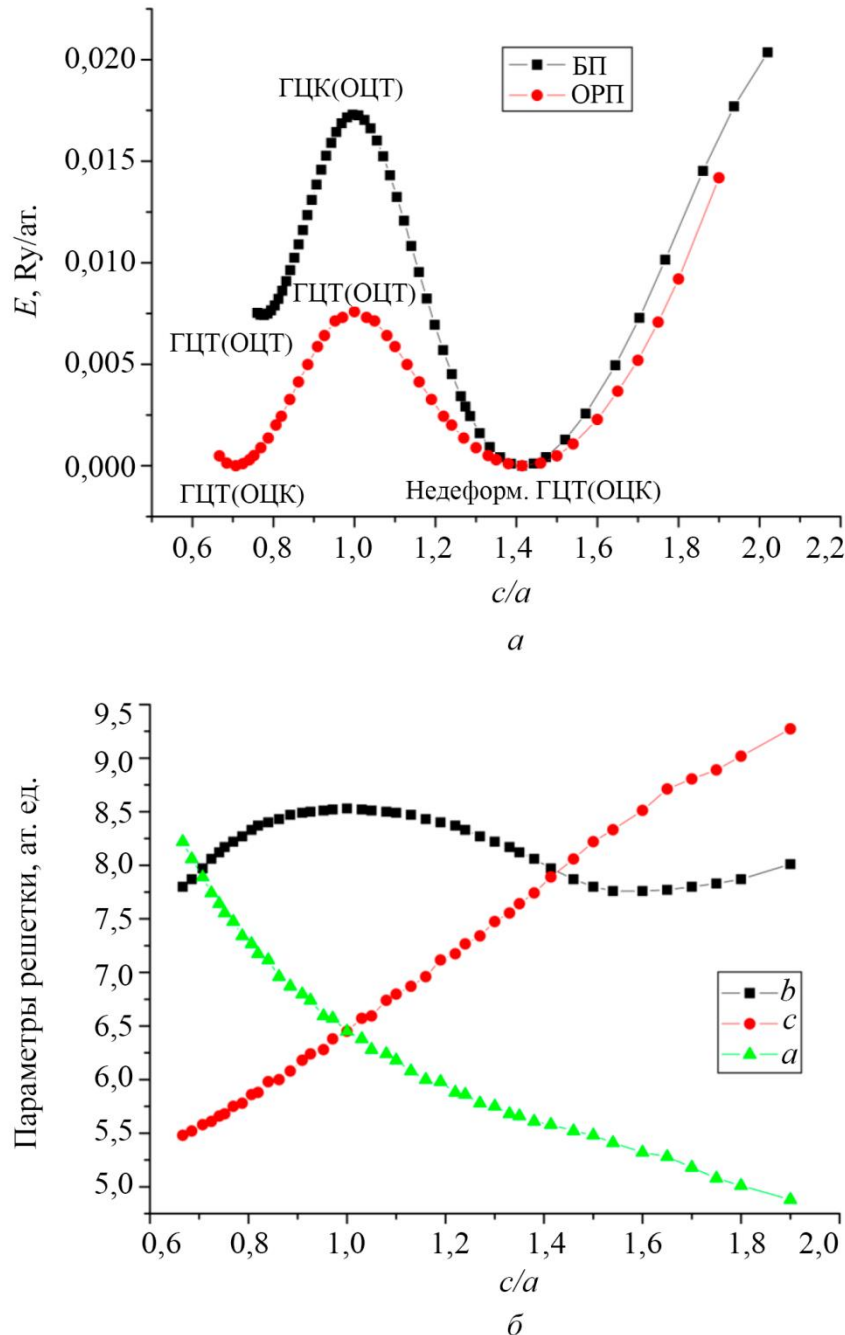 0,020
0,015
0,010
0,005
0,000
E, Ry/ат.
БП
ОРП
ГЦК(ОЦТ)
ГЦТ(ОЦТ)
ГЦТ(ОЦТ)
ГЦТ(ОЦК)
Недеформ. ГЦТ(ОЦК)
0,6 0,8 1,0 1,2 1,4 1,6 1,8 2,0 2,2
c/a
а
9,5
9,0
8,5
8,0
7,5
7,0
6,5
6,0
5,5
5,0
Параметры решетки, ат. ед.
b
c
a
0,6 0,8 1,0 1,2 1,4 1,6 1,8 2,0
c/a
б